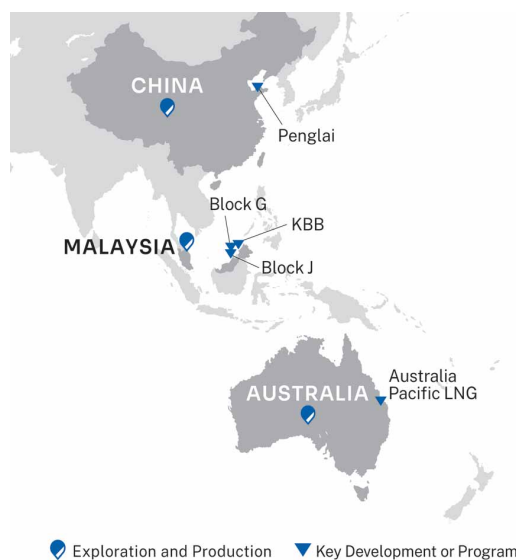 CHINA
Penglai
Block G
KBB
MALAYSIA
Block J
Australia
Pacific LNG
AUSTRALIA
Exploration and Production
Key Development or Program